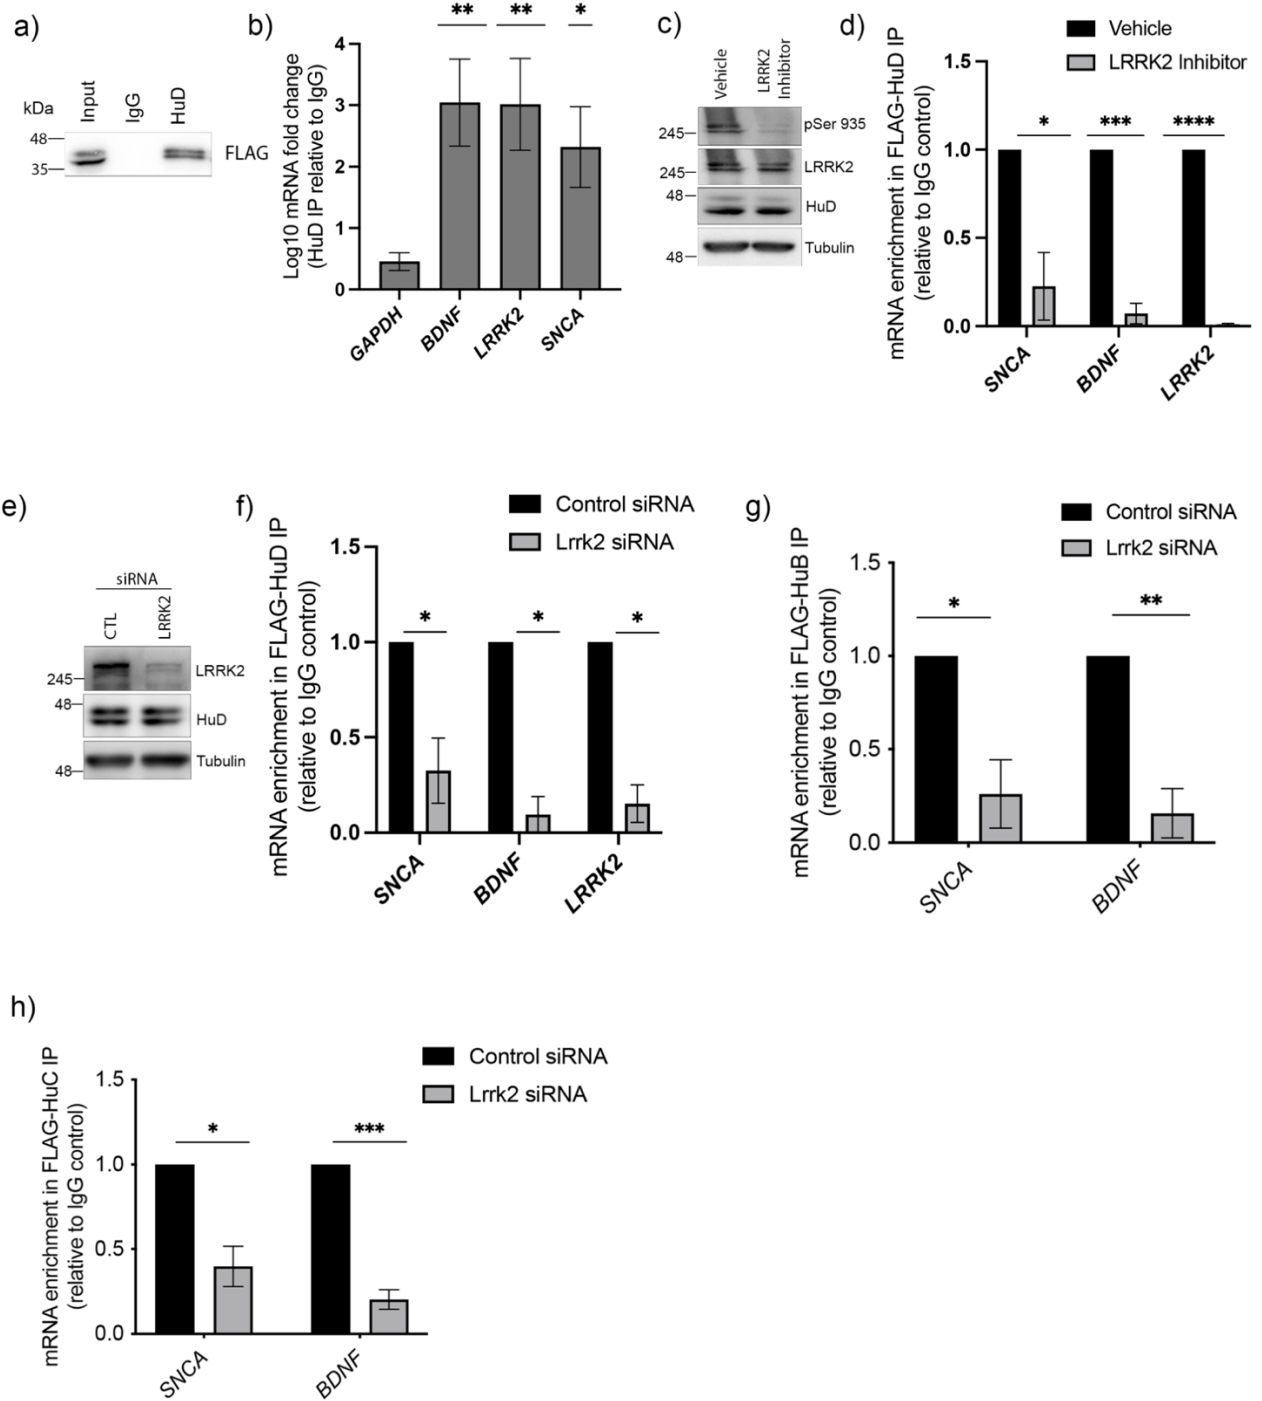 a)
kDa
Input
IgG
HuD
48
35
FLAG
b)
** ** *
Log10 mRNA fold change
(HuD IP relative to IgG)
4
3
2
1
0
GAPDH
BDNF
LRRK2
SNCA
c)
Vehicle
LRRK2
Inhibitor
245
pSer 935
245
LRRK2
48
HuD
48
Tubulin
d)
Vehicle
LRRK2 Inhibitor
mRNA enrichment in FLAG-HuD IP
(relative to IgG control)
1.5
1.0
0.5
0.0
* *** ****
SNCA
BDNF
LRRK2
e)
siRNA
CTL
LRRK2
245
LRRK2
48
HuD
48
Tubulin
f)
Control siRNA
Lrrk2 siRNA
mRNA enrichment in FLAG-HuD IP
(relative to IgG control)
1.5
1.0
0.5
0.0
* * *
SNCA
BDNF
LRRK2
g)
Control siRNA
Lrrk2 siRNA
mRNA enrichment in FLAG-HuB IP
(relative to IgG control)
1.5
1.0
0.5
0.0
* **
SNCA
BDNF
h)
Control siRNA
Lrrk2 siRNA
mRNA enrichment in FLAG-HuC IP
(relative to IgG control)
1.5
1.0
0.5
0.0
* ***
SNCA
BDNF